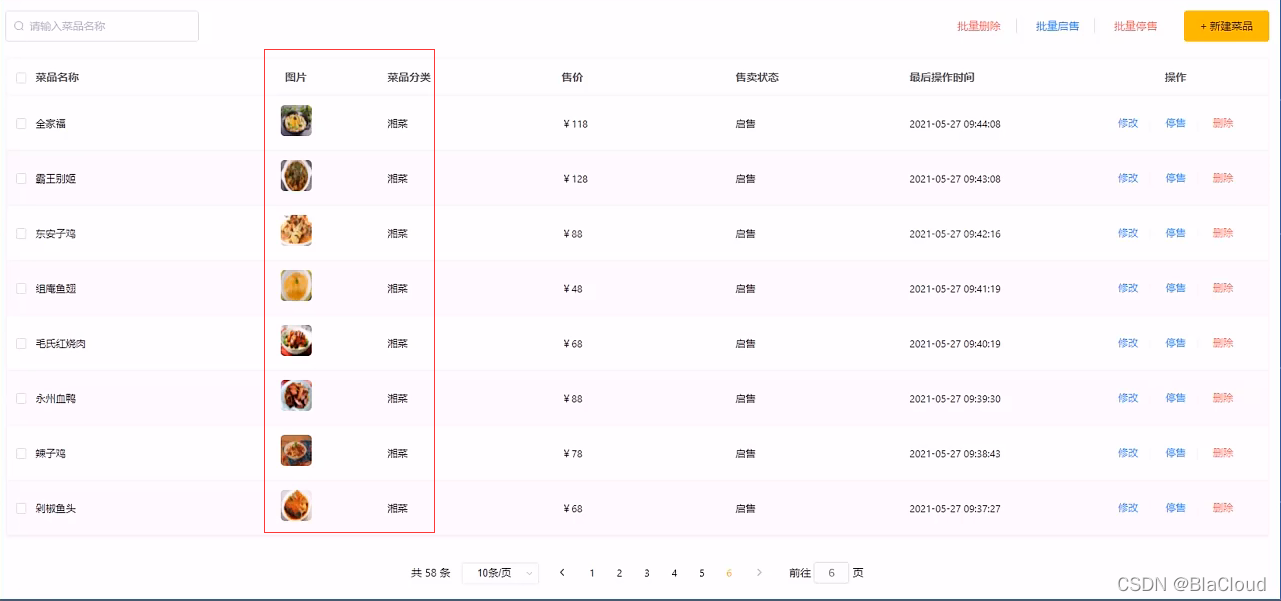 请输入菜品名称 批量删除 批量启售 批量停售 + 新建菜品
菜品名称 图片 菜品分类 售价 售卖状态 最后操作时间 操作
全家福 湘菜 ¥ 118 启售 2021-05-27 09:44:08 修改 停售 删除
霸王别姬 湘菜 ¥ 128 启售 2021-05-27 09:43:08 修改 停售 删除
东安子鸡 湘菜 ¥ 88 启售 2021-05-27 09:42:16 修改 停售 删除
组庵鱼翅 湘菜 ¥ 48 启售 2021-05-27 09:41:19 修改 停售 删除
毛氏红烧肉 湘菜 ¥ 68 启售 2021-05-27 09:40:19 修改 停售 删除
永州血鸭 湘菜 ¥ 88 启售 2021-05-27 09:39:30 修改 停售 删除
辣子鸡 湘菜 ¥ 78 启售 2021-05-27 09:38:43 修改 停售 删除
剁椒鱼头 湘菜 ¥ 68 启售 2021-05-27 09:37:27 修改 停售 删除
共 58 条 10条/页 1 2 3 4 5 6 前往 6 页
CSDN @BlaCloud